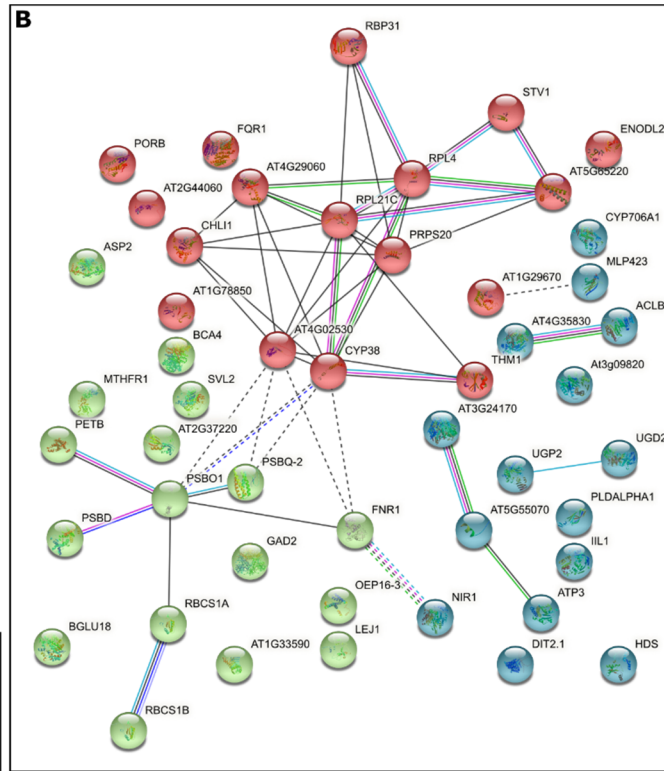 B
RBP31
STV1
ENODL2
FQR1
PORB
AT4G29060
RPL4
AT5G65220
AT2G44060
RPL21C
CYP706A1
CHLI1
PRPS20
MLP423
ASP2
AT1G29670
AT1G78850
AT4G02530
AT4G35830
ACLB
BCA4
CYP38
THM1
At3g09820
MTHFR1
SVL2
AT3G24170
PETB
AT2G37220
UGP2
UGD2
PSBO1
PSBQ-2
PLDALPHA1
PSBD
FNR1
AT5G55070
IIL1
GAD2
OEP16-3
NIR1
ATP3
RBCS1A
LEJ1
BGLU18
AT1G33590
DIT2.1
HDS
RBCS1B